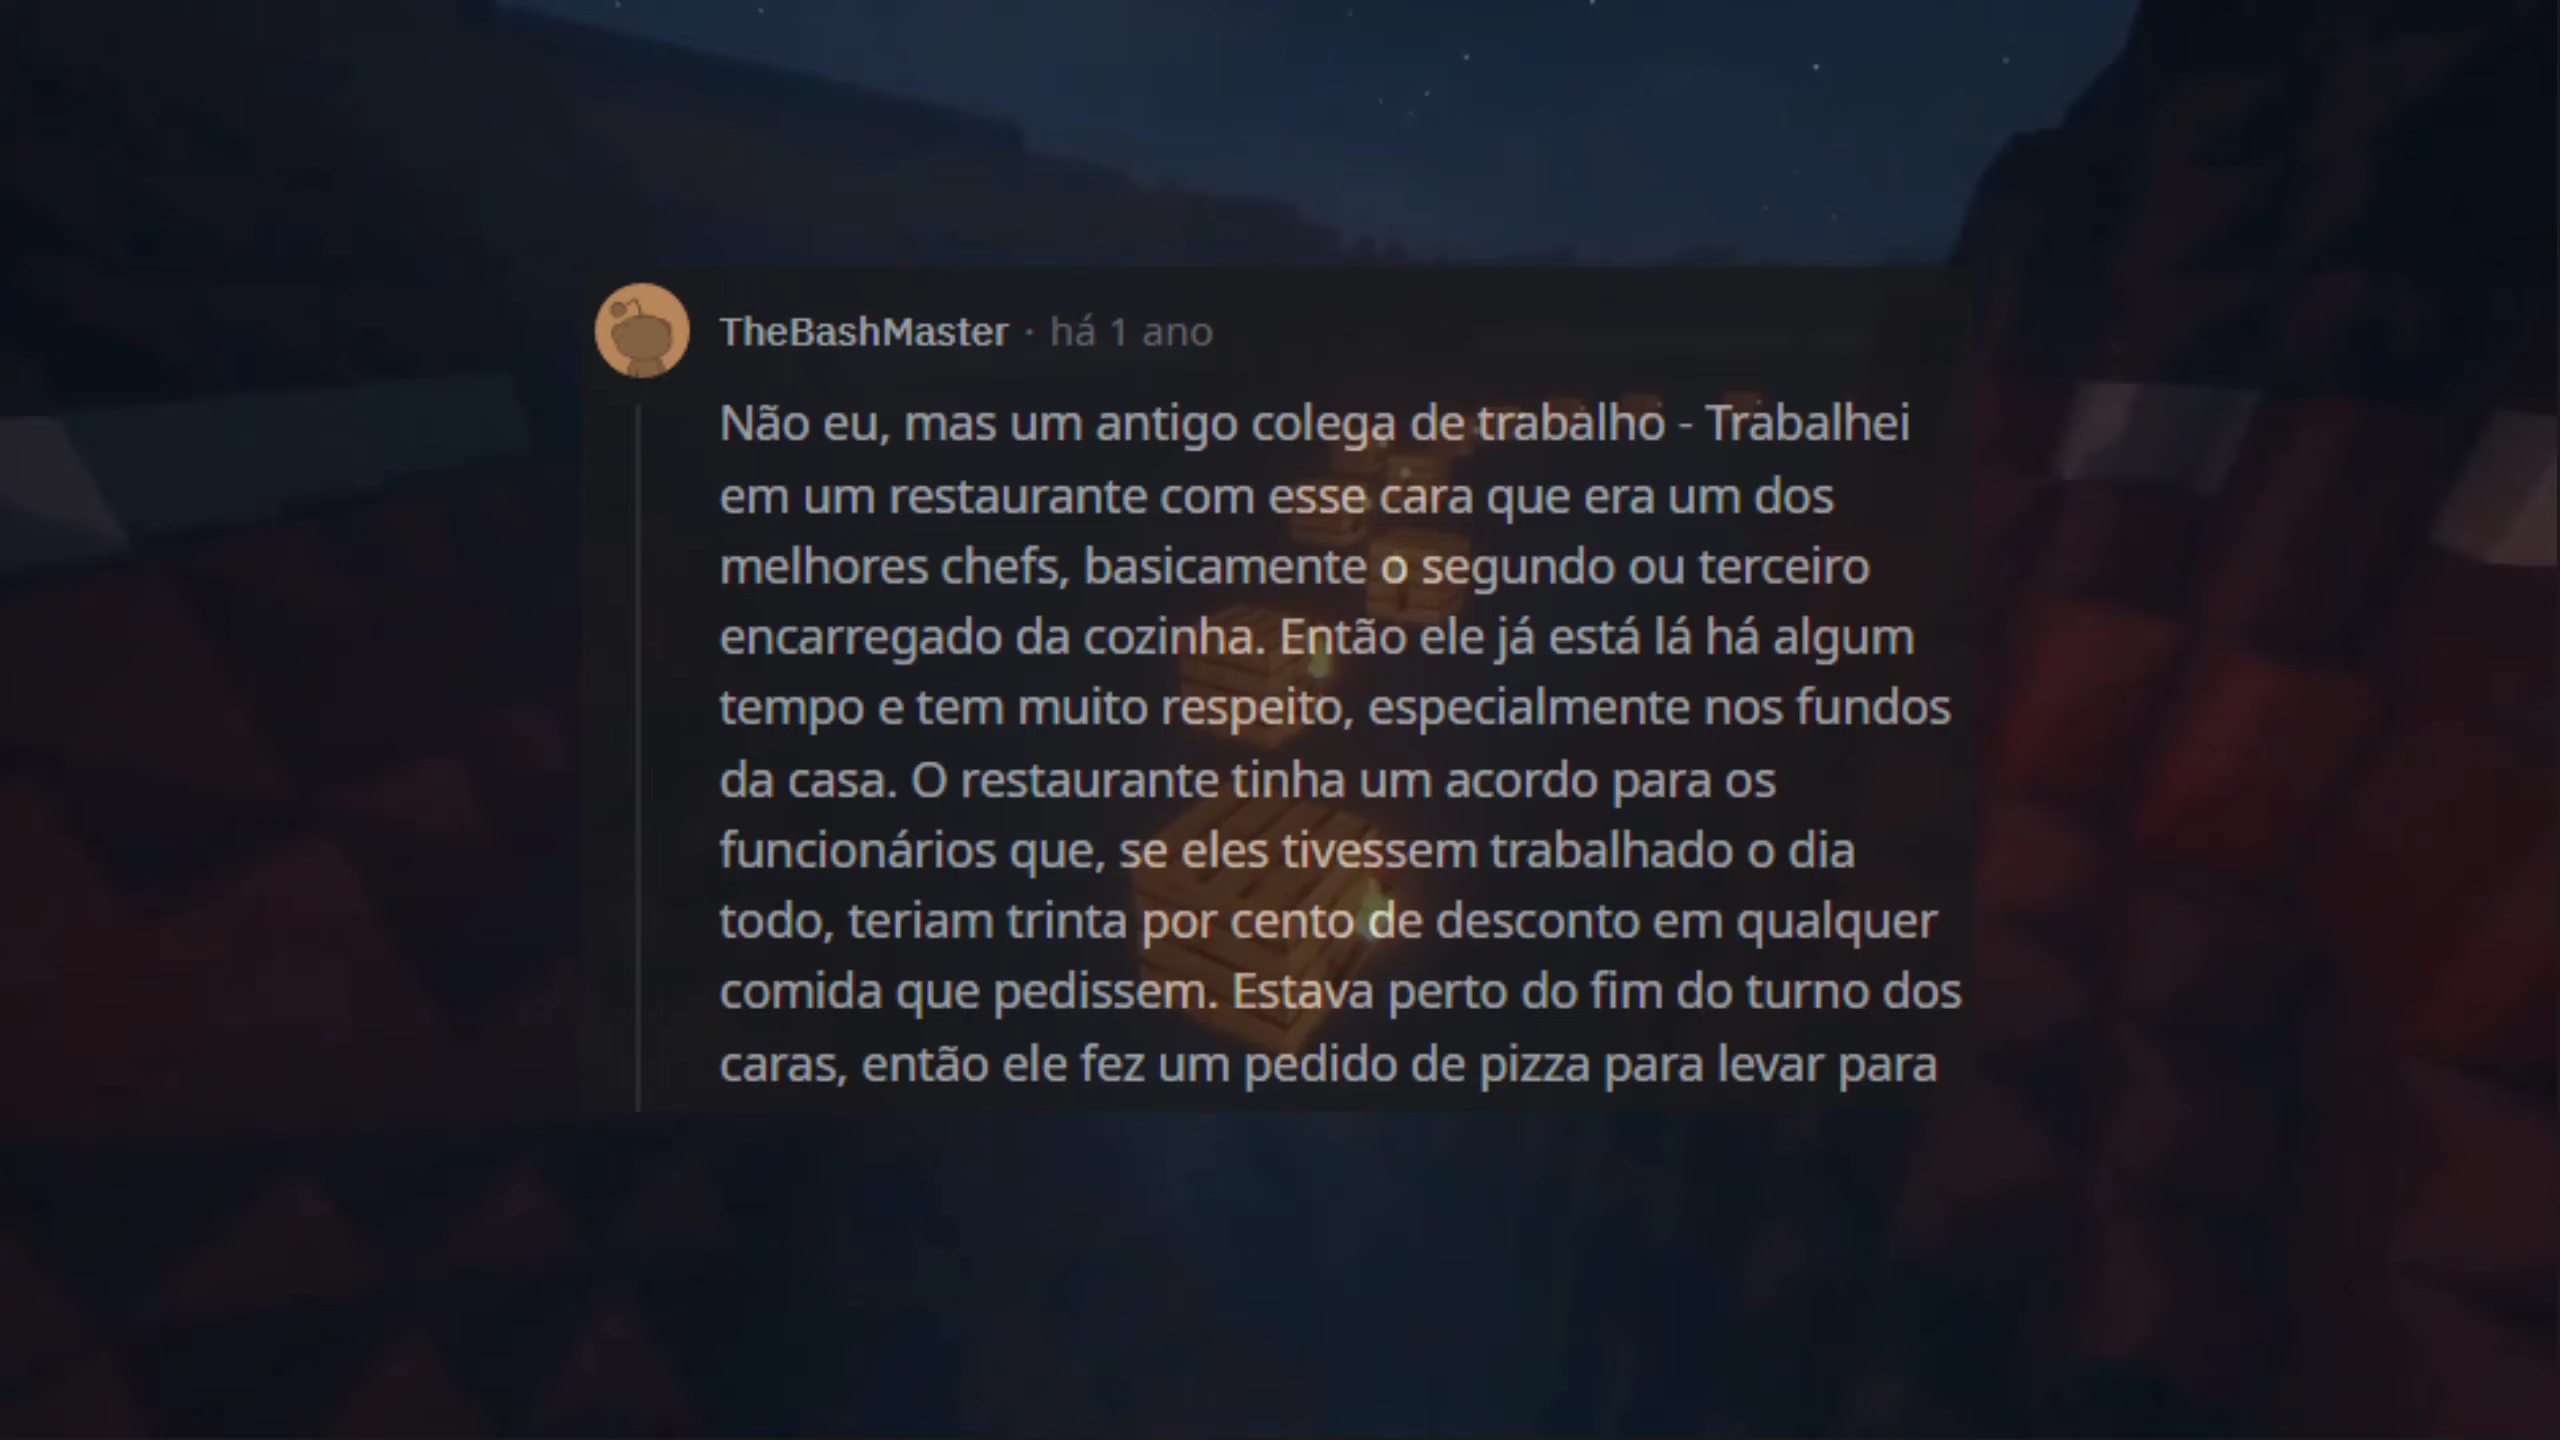 TheBashMaster · há 1 ano
Não eu, mas um antigo colega de trabalho - Trabalhei
em um restaurante com esse cara que era um dos
melhores chefs, basicamente o segundo ou terceiro
encarregado da cozinha. Então ele já está lá há algum
tempo e tem muito respeito, especialmente nos fundos
da casa. O restaurante tinha um acordo para os
funcionários que, se eles tivessem trabalhado o dia
todo, teriam trinta por cento de desconto em qualquer
comida que pedissem. Estava perto do fim do turno dos
caras, então ele fez um pedido de pizza para levar para